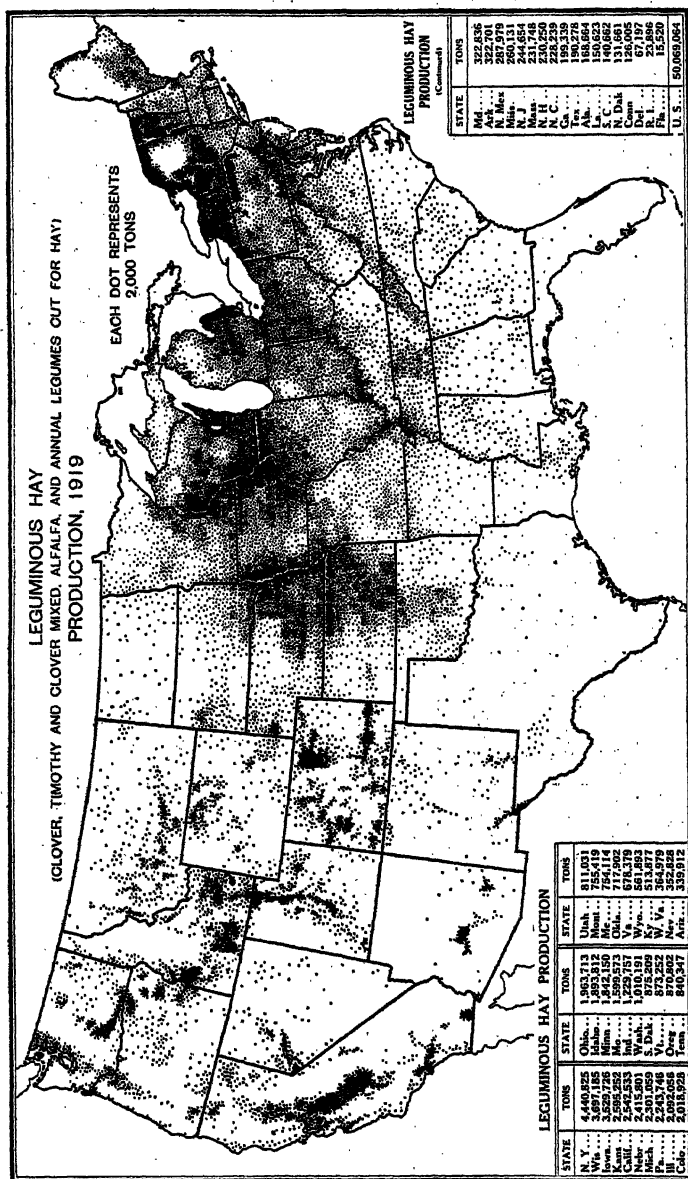 LEGUMINOUS HAY
(CLOVER, TIMOTHY AND CLOVER MIXED, ALFALFA, AND ANNUAL LEGUMES CUT FOR HAY)
PRODUCTION, 1919
EACH DOT REPRESENTS
2,000 TONS
LEGUMINOUS HAY PRODUCTION
STATE TONS STATE TONS STATE TONS
N. Y.... 4,440,825 Ohio... 1,963,713 Utah... 811,031
Wis.... 3,697,185 Idaho... 1,893,812 Mont... 755,419
Iowa... 3,629,726 Minn... 1,842,150 Me.... 754,114
Kans... 2,595,252 Mo.... 1,599,573 Okla... 717,902
Calif... 2,542,533 Ind.... 1,229,757 Va.... 678,379
Nebr... 2,415,801 Wash... 1,010,191 Wyo... 561,893
Mich... 2,301,059 S. Dak. 875,209 Ky.... 513,877
Pa.... 2,243,746 Vt.... 873,252 W. Va. 364,979
Ill.... 2,092,058 Oreg... 870,802 Nev... 352,828
Colo... 2,018,928 Tenn... 840,347 Ariz... 339,912
LEGUMINOUS HAY
PRODUCTION
(Continued)
STATE TONS
Md.... 322,836
Ark.... 322,701
N. Mex 287,979
Miss... 260,131
N. J... 244,654
Mass... 231,748
N. H... 230,250
N. C... 228,239
Ga.... 199,339
Tex.... 190,278
Ala.... 168,664
La.... 150,623
S. C... 140,662
N. Dak 131,661
Conn... 126,005
Del.... 67,197
R. I.... 23,896
Fla.... 15,520
U. S... 50,069,064